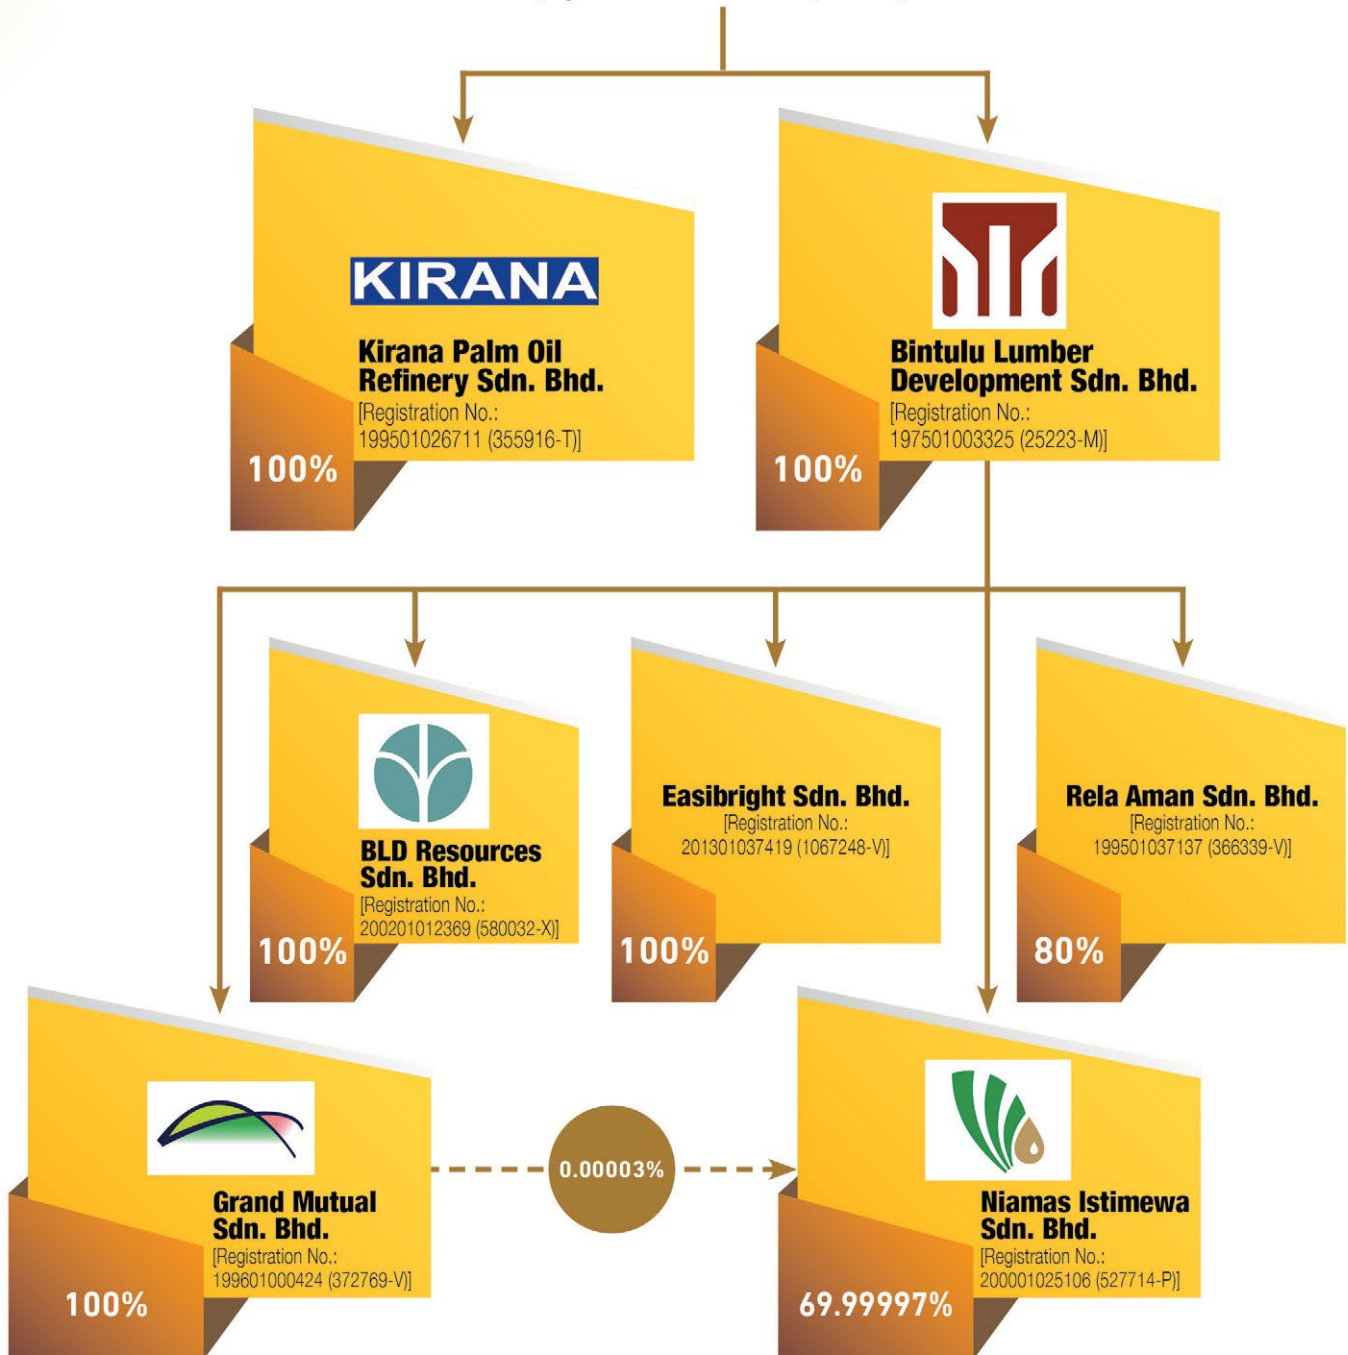 KIRANA
Kirana Palm Oil
Refinery Sdn. Bhd.
[Registration No.:
199501026711 (355916-T)]
100%
Bintulu Lumber
Development Sdn. Bhd.
[Registration No.:
197501003325 (25223-M)]
100%
BLD Resources
Sdn. Bhd.
[Registration No.:
200201012369 (580032-X)]
100%
Easibright Sdn. Bhd.
[Registration No.:
201301037419 (1067248-V)]
100%
Rela Aman Sdn. Bhd.
[Registration No.:
199501037137 (366339-V)]
80%
Grand Mutual
Sdn. Bhd.
[Registration No.:
199601000424 (372769-V)]
100%
0.00003%
Niamas Istimewa
Sdn. Bhd.
[Registration No.:
200001025106 (527714-P)]
69.99997%